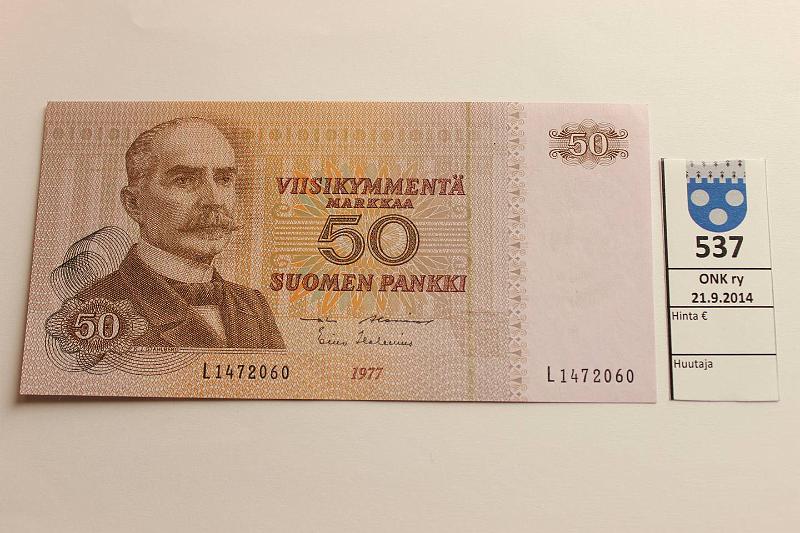 50
VIISIKYMMENTÄ
MARKKAA
50
SUOMEN PANKKI
50
L1472060
1977
L1472060
537
ONK ry
21.9.2014
Hinta €
Huutaja